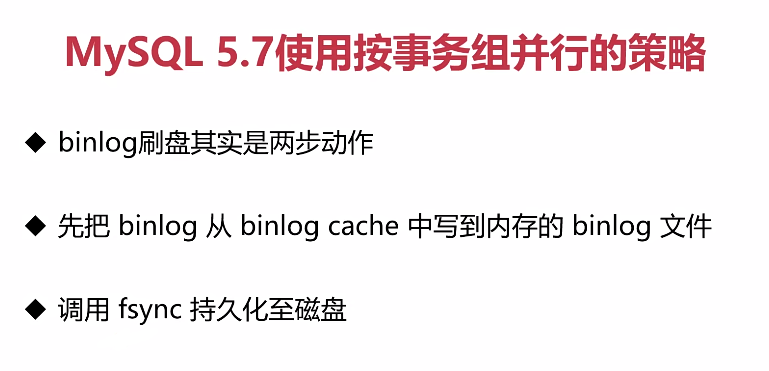 MySQL 5.7使用按事务组并行的策略
◆ binlog刷盘其实是两步动作
◆ 先把 binlog 从 binlog cache 中写到内存的 binlog 文件
◆ 调用 fsync 持久化至磁盘